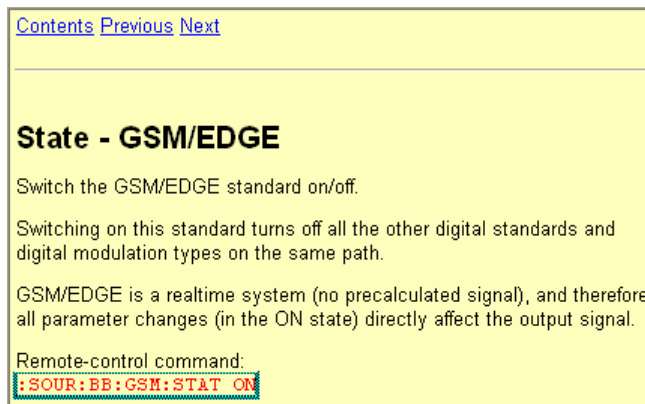 Contents Previous Next
State - GSM/EDGE
Switch the GSM/EDGE standard on/off.
Switching on this standard turns off all the other digital standards and
digital modulation types on the same path.
GSM/EDGE is a realtime system (no precalculated signal), and therefore
all parameter changes (in the ON state) directly affect the output signal.
Remote-control command:
:SOUR:BB:GSM:STAT ON